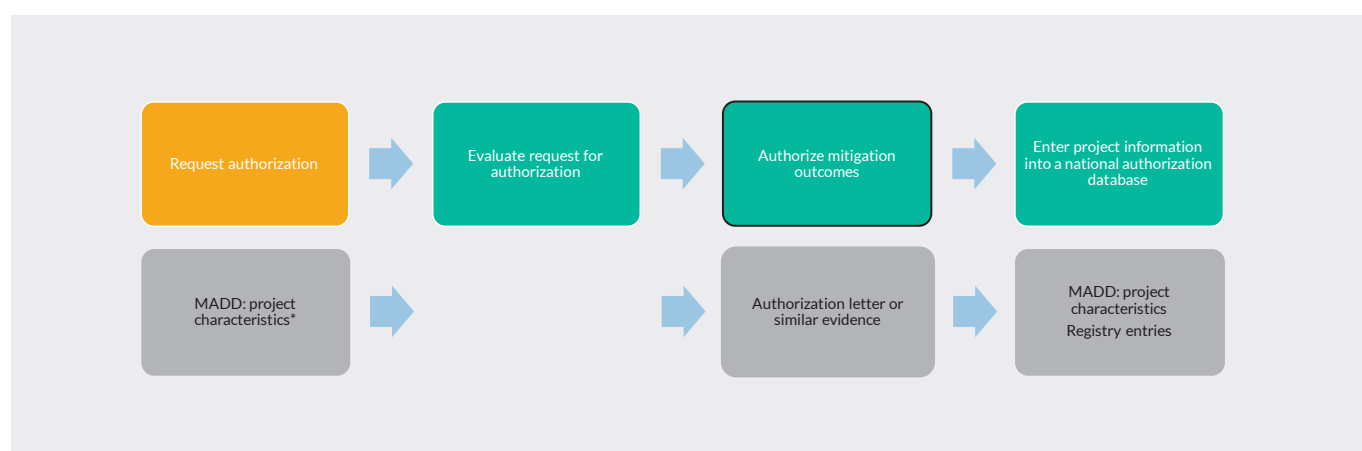 Request authorization
Evaluate request for
authorization
Authorize mitigation
outcomes
Enter project information
into a national authorization
database
MADD: project
characteristics*
Authorization letter or
similar evidence
MADD: project
characteristics
Registry entries